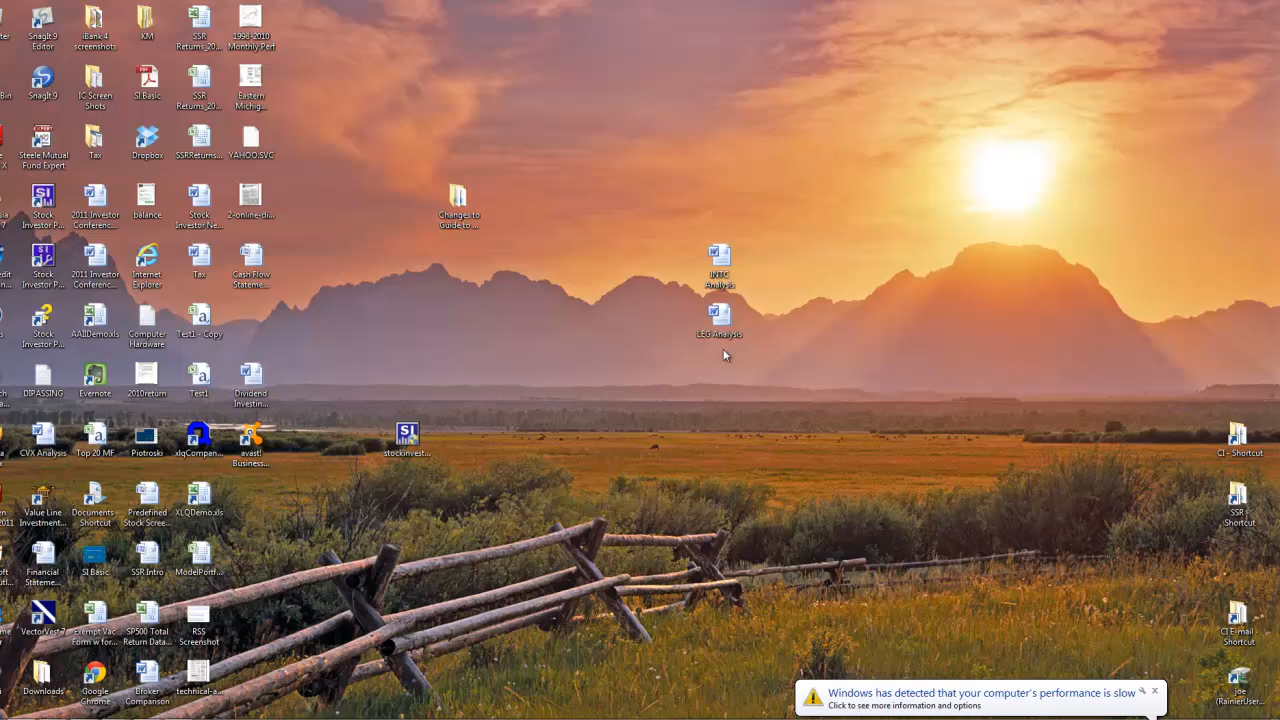 SnagIt 9
Editor
iBank 4
screenshots
KM
SSR
Returns_20...
1998-2010
Monthly Perf
Bin
SnagIt 9
IC Screen
Shots
SI Basic
SSR
Returns_20...
Eastern
Michig...
Steele Mutual
Fund Expert
Tax
Dropbox
SSRReturns...
YAHOO.SVC
Stock
Investor P...
2011 Investor
Conferenc...
balance
Stock
Investor Ne...
2-online-di...
Changes to
Guide to ...
Stock
Investor P...
2011 Investor
Conferenc...
Internet
Explorer
Tax
Cash Flow
Stateme...
INTC
Analysis
Stock
Investor P...
AAIIDemo.xls
Computer
Hardware
Test1 - Copy
LEG Analysis
DIPASSING
Evernote
2010return
Test1
Dividend
Investin...
CVX Analysis
Top 20 MF
Piotroski
xlqCompan...
avast!
Business...
stockinvest...
CI - Shortcut
Value Line
Investment...
Documents
Shortcut
Predefined
Stock Scree...
XLQDemo.xls
SSR
Shortcut
Financial
Stateme...
SI Basic
SSR Intro
ModelPortf...
VectorVest 7
Exempt Vac
Form w for...
SP500 Total
Return Data...
RSS
Screenshot
CI E-mail -
Shortcut
Downloads
Google
Chrome
Broker
Comparison
technical-a...
joe
(RainierUser...
Windows has detected that your computer's performance is slow
Click to see more information and options